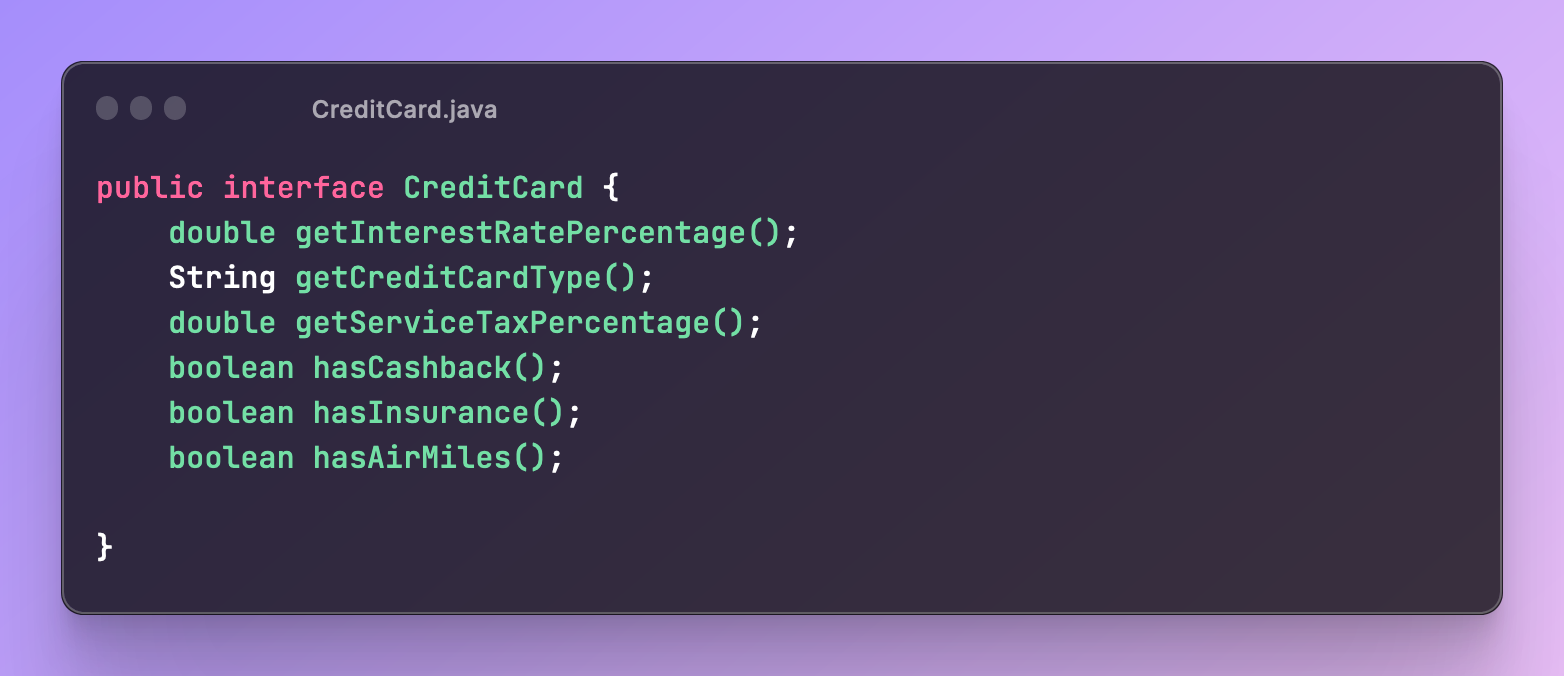 CreditCard.java
public interface CreditCard {
    double getInterestRatePercentage();
    String getCreditCardType();
    double getServiceTaxPercentage();
    boolean hasCashback();
    boolean hasInsurance();
    boolean hasAirMiles();
}